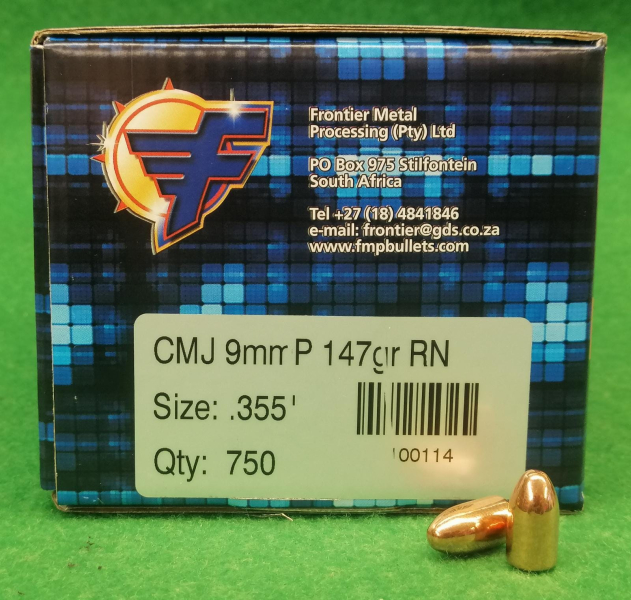 Frontier Metal
Processing (Pty) Ltd
PO Box 975 Stilfontein
South Africa
Tel +27 (18) 4841846
e-mail: frontier@gds.co.za
www.fmpbullets.com
CMJ 9mm P 147gr RN
Size: .355'
Qty: 750
00114